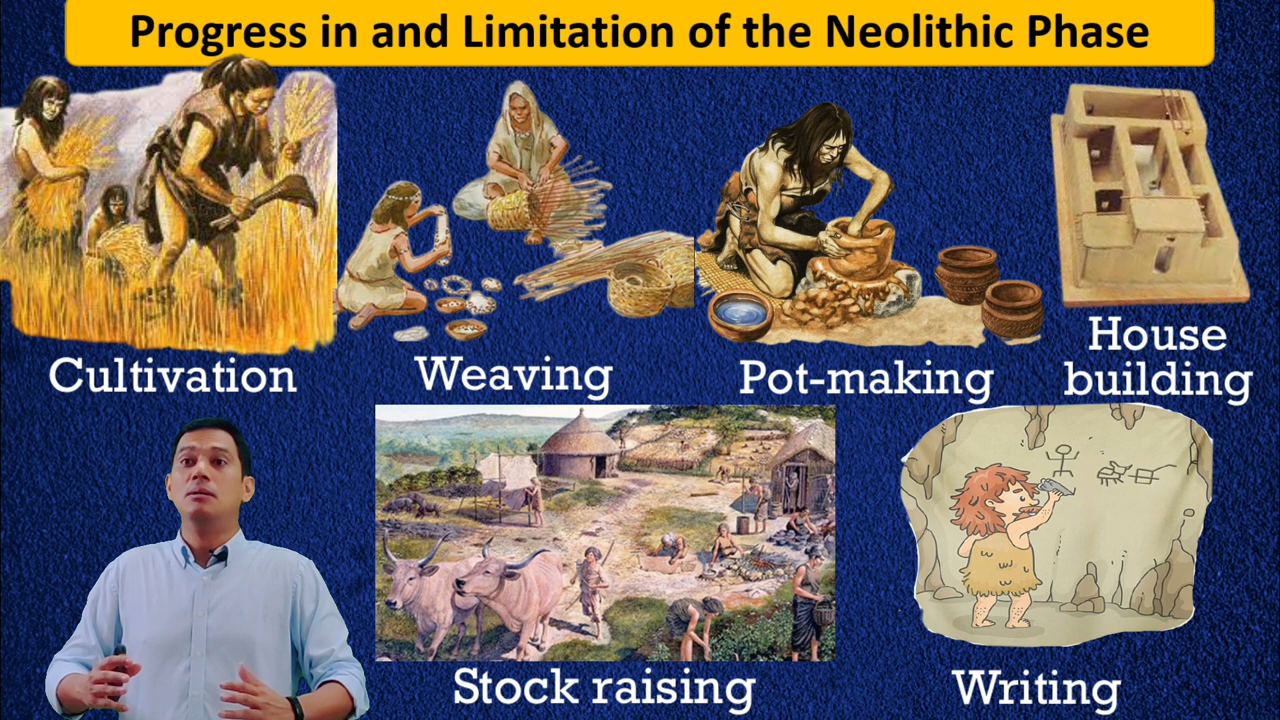 Progress in and Limitation of the Neolithic Phase
Cultivation
Weaving
Pot-making
House
building
Stock raising
Writing